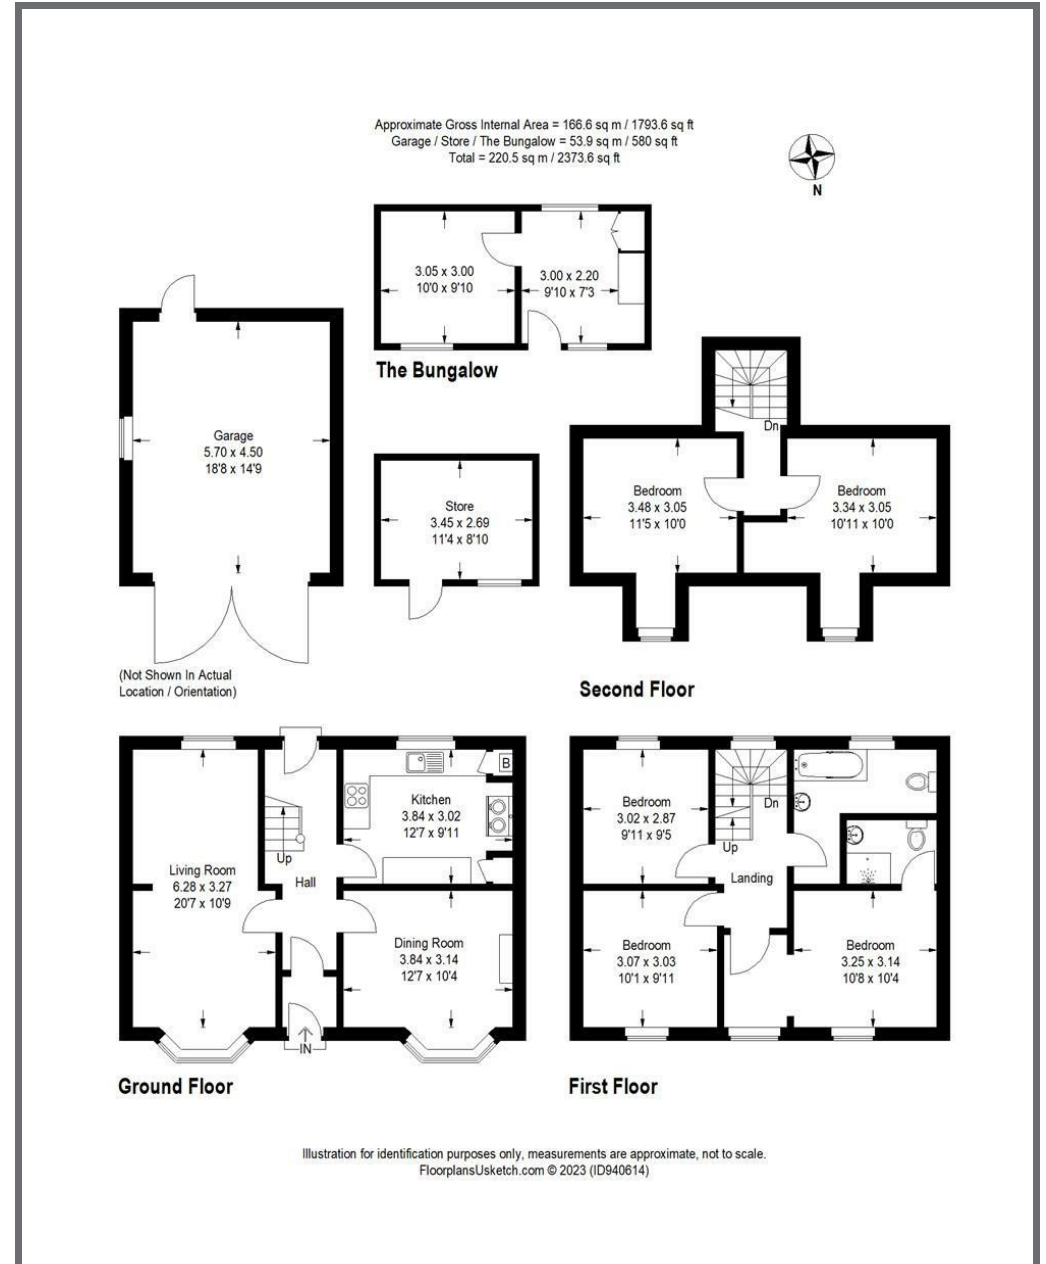 Approximate Gross Internal Area = 166.6 sq m / 1793.6 sq ft
Garage / Store / The Bungalow = 53.9 sq m / 580 sq ft
Total = 220.5 sq m / 2373.6 sq ft
N
3.05 x 3.00
10'0 x 9'10
3.00 x 2.20
9'10 x 7'3
The Bungalow
Garage
5.70 x 4.50
18'8 x 14'9
(Not Shown In Actual
Location / Orientation)
Store
3.45 x 2.69
11'4 x 8'10
Dn
Bedroom
3.48 x 3.05
11'5 x 10'0
Bedroom
3.34 x 3.05
10'11 x 10'0
Second Floor
Living Room
6.28 x 3.27
20'7 x 10'9
Up
Hall
Kitchen
3.84 x 3.02
12'7 x 9'11
B
Dining Room
3.84 x 3.14
12'7 x 10'4
IN
Ground Floor
Bedroom
3.02 x 2.87
9'11 x 9'5
Dn
Up
Landing
Bedroom
3.07 x 3.03
10'1 x 9'11
Bedroom
3.25 x 3.14
10'8 x 10'4
First Floor
Illustration for identification purposes only, measurements are approximate, not to scale.
FloorplansUsketch.com © 2023 (ID940614)